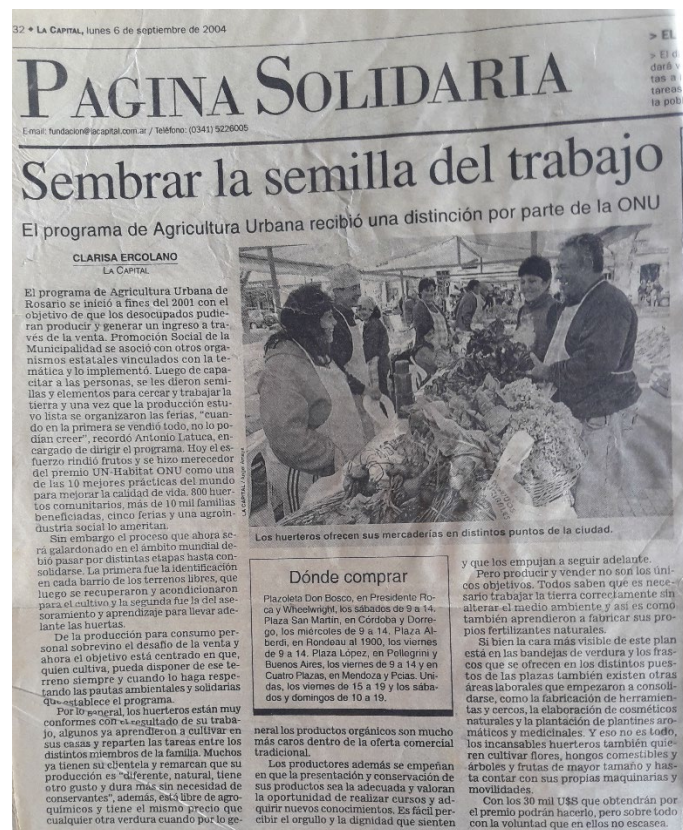 32 ✦ LA CAPITAL, lunes 6 de septiembre de 2004
> EL
> El d
dará v
tas a
tareas
la pob
PAGINA SOLIDARIA
E-mail: fundacion@lacapital.com.ar / Teléfono: (0341) 5226005
Sembrar la semilla del trabajo
El programa de Agricultura Urbana recibió una distinción por parte de la ONU
CLARISA ERCOLANO
LA CAPITAL
El programa de Agricultura Urbana de
Rosario se inició a fines del 2001 con el
objetivo de que los desocupados pudie-
ran producir y generar un ingreso a tra-
vés de la venta. Promoción Social de la
Municipalidad se asoció con otros orga-
nismos estatales vinculados con la te-
mática y lo implementó. Luego de capa-
citar a las personas, se les dieron semi-
llas y elementos para cercar y trabajar la
tierra y una vez que la producción estu-
vo lista se organizaron las ferias, “cuan-
do en la primera se vendió todo, no lo po-
dían creer”, recordó Antonio Latuca, en-
cargado de dirigir el programa. Hoy el es-
fuerzo rindió frutos y se hizo merecedor
del premio UN-Habitat ONU como una
de las 10 mejores prácticas del mundo
para mejorar la calidad de vida. 800 huer-
tos comunitarios, más de 10 mil familias
beneficiadas, cinco ferias y una agroin-
dustria social lo ameritan.
Sin embargo el proceso que ahora se-
rá galardonado en el ámbito mundial de-
bió pasar por distintas etapas hasta con-
solidarse. La primera fue la identificación
en cada barrio de los terrenos libres, que
luego se recuperaron y acondicionaron
para el cultivo y la segunda fue la del ase-
soramiento y aprendizaje para llevar ade-
lante las huertas.
De la producción para consumo per-
sonal sobrevino el desafío de la venta y
ahora el objetivo está centrado en que,
quien cultiva, pueda disponer de ese te-
rreno siempre y cuando lo haga respe-
tando las pautas ambientales y solidarias
que establece el programa.
Por lo general, los huerteros están muy
conformes con el resultado de su traba-
jo, algunos ya aprendieron a cultivar en
sus casas y reparten las tareas entre los
distintos miembros de la familia. Muchos
ya tienen su clientela y remarcan que su
producción es “diferente, natural, tiene
otro gusto y dura más sin necesidad de
conservantes”, además, está libre de agro-
químicos y tiene el mismo precio que
cualquier otra verdura cuando por lo ge-
LA CAPITAL /
Los huerteros ofrecen sus mercaderías en distintos puntos de la ciudad.
Dónde comprar
Plazoleta Don Bosco, en Presidente Ro-
ca y Wheelwright, los sábados de 9 a 14.
Plaza San Martín, en Córdoba y Dorre-
go, los miércoles de 9 a 14. Plaza Al-
berdi, en Rondeau al 1900, los viernes
de 9 a 14. Plaza López, en Pellegrini y
Buenos Aires, los viernes de 9 a 14 y en
Cuatro Plazas, en Mendoza y Pcias. Uni-
das, los viernes de 15 a 19 y los sába-
dos y domingos de 10 a 19.
neral los productos orgánicos son mucho
más caros dentro de la oferta comercial
tradicional.
Los productores además se empeñan
en que la presentación y conservación de
sus productos sea la adecuada y valoran
la oportunidad de realizar cursos y ad-
quirir nuevos conocimientos. Es fácil per-
cibir el orgullo y la dignidad que sienten
y que los empujan a seguir adelante.
Pero producir y vender no son los úni-
cos objetivos. Todos saben que es nece-
sario trabajar la tierra correctamente sin
alterar el medio ambiente y así es como
también aprendieron a fabricar sus pro-
pios fertilizantes naturales.
Si bien la cara más visible de este plan
está en las bandejas de verdura y los fras-
cos que se ofrecen en los distintos pues-
tos de las plazas también existen otras
áreas laborales que empezaron a consoli-
darse, como la fabricación de herramien-
tas y cercos, la elaboración de cosméticos
naturales y la plantación de plantines aro-
máticos y medicinales. Y eso no es todo,
los incansables huerteros también quie-
ren cultivar flores, hongos comestibles y
árboles y frutas de mayor tamaño y has-
ta contar con sus propias maquinarias y
movilidades.
Con los 30 mil U$S que obtendrán por
el premio podrán hacerlo, pero sobre todo
con la voluntad que en ellos no escasea.